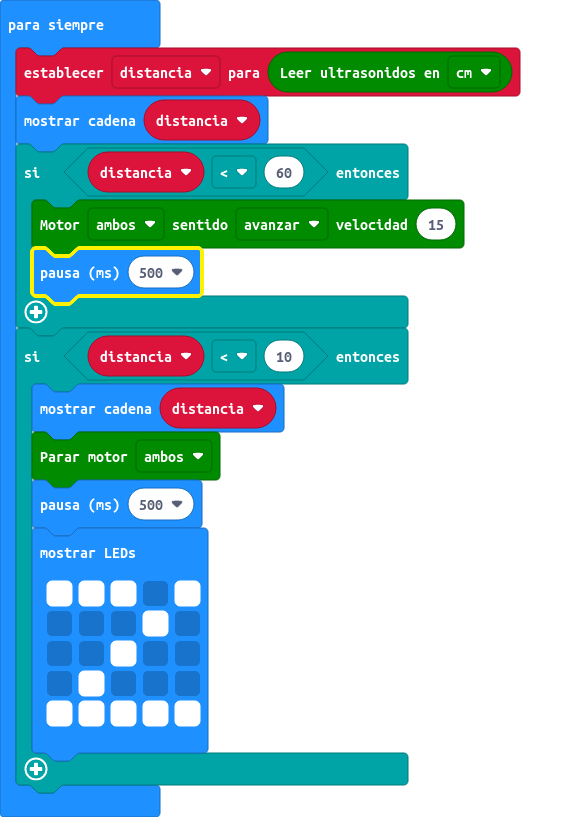 para siempre
establecer distancia para Leer ultrasonidos en cm
mostrar cadena distancia
si distancia < 60 entonces
Motor ambos sentido avanzar velocidad 15
pausa (ms) 500
si distancia < 10 entonces
mostrar cadena distancia
Parar motor ambos
pausa (ms) 500
mostrar LEDs